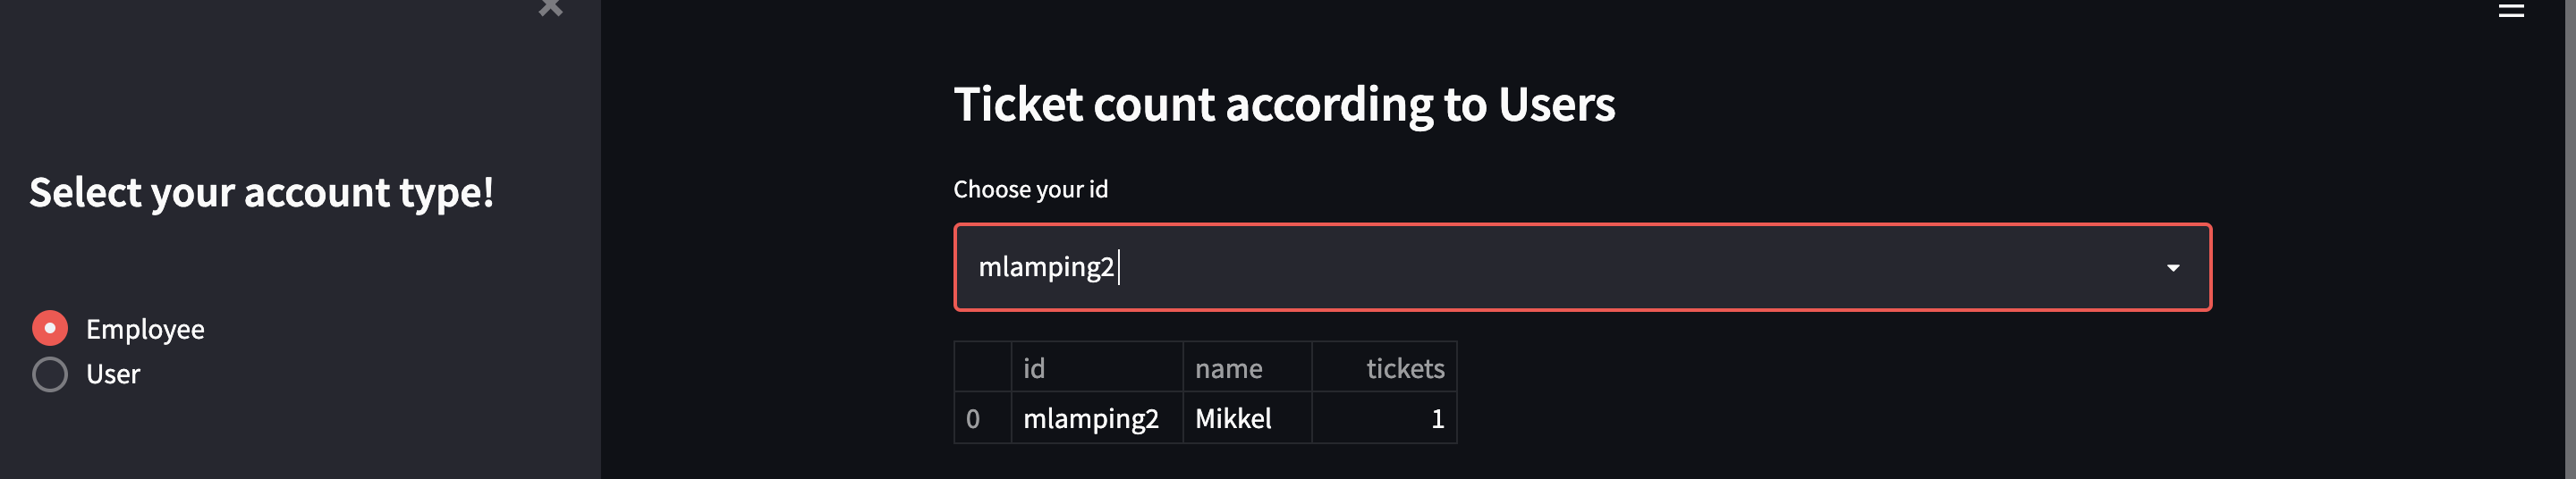 Select your account type!
Employee
User
Ticket count according to Users
Choose your id
mlamping2
id name tickets
0 mlamping2 Mikkel 1